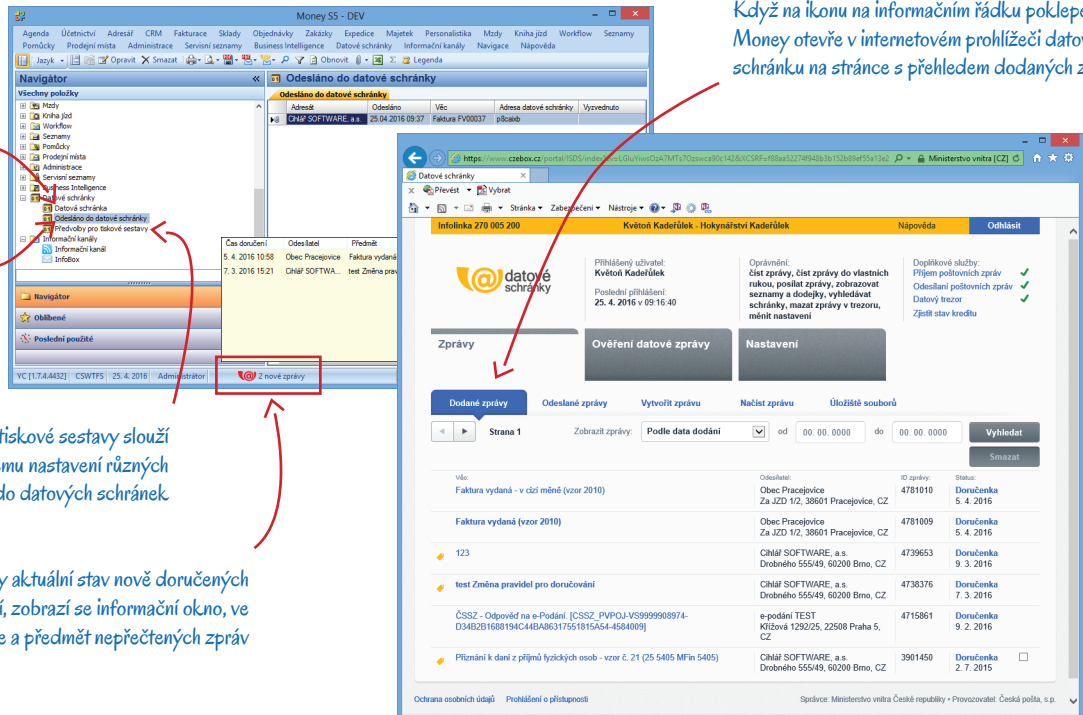 Když na ikonu na informačním řádku poklepe
Money otevře v internetovém prohlížeči
schránku na stránce s přehledem dodaných
Money S5 - DEV
Agenda Účetnictví Adresář CRM Fakturace Sklady Objednávky Zakázky Expedice Majetek Personalistika Mzdy Kniha jízd Workflow Seznamy
Pomůcky Prodejní místa Administrace Servisní seznamy Business Intelligence Datové schránky Informační kanály Navigace Nápověda
Jazyk Opravit Smazat Obnovit Legenda
Navigátor
Všechny položky
Mzdy
Kniha jízd
Workflow
Seznamy
Pomůcky
Prodejní místa
Administrace
Servisní seznamy
Business Intelligence
Datové schránky
Datová schránka
Odesláno do datové schránky
Předvolby pro tiskové sestavy
Informační kanály
Informační kanál
InfoBox
Navigátor
Oblíbené
Poslední použité
Odesláno do datové schránky
Odesláno do datové schránky
Adresát Odesláno Věc Adresa datové schránky Vyzvednuto
Cihlář SOFTWARE, a.s. 25.04.2016 09:37 Faktura FV00037 p8caixb
Čas doručení Odesílatel Předmět
5. 4. 2016 10:58 Obec Pracejovice Faktura vydaná
7. 3. 2016 15:21 Cihlář SOFTWA... test Změna prav
YC [1.7.4.4432] CSWTFS 25. 4. 2016 Administrátor 2 nové zprávy
tiskové sestavy slouží
mu nastavení různých
do datových schránek
y aktuální stav nově doručených
í, zobrazí se informační okno, ve
e a předmět nepřečtených zpráv
Ministerstvo vnitra [CZ]
Datové schránky
Převést Vybrat
Stránka Zabezpečení Nástroje
Infolinka 270 005 200 Květoň Kadeřůlek - Hokynářství Kadeřůlek Nápověda Odhlásit
datové
schránky
Přihlášený uživatel:
Květoň Kadeřůlek
Poslední přihlášení:
25. 4. 2016 v 09:16:40
Oprávnění:
číst zprávy, číst zprávy do vlastních
rukou, posílat zprávy, zobrazovat
seznamy a dodejky, vyhledávat
schránky, mazat zprávy v trezoru,
měnit nastavení
Doplňkové služby:
Příjem poštovních zpráv
Odesílaní poštovních zpráv
Datový trezor
Zjistit stav kreditu
Zprávy Ověření datové zprávy Nastavení
Dodané zprávy Odeslané zprávy Vytvořit zprávu Načíst zprávu Úložiště souborů
Strana 1 Zobrazit zprávy: Podle data dodání od 00. 00. 0000 do 00. 00. 0000 Vyhledat
Smazat
Věc: Odesílatel: ID zprávy: Status:
Faktura vydaná - v cizí měně (vzor 2010) Obec Pracejovice 4781010 Doručenka
Za JZD 1/2, 38601 Pracejovice, CZ 5. 4. 2016
Faktura vydaná (vzor 2010) Obec Pracejovice 4781009 Doručenka
Za JZD 1/2, 38601 Pracejovice, CZ 5. 4. 2016
123 Cihlář SOFTWARE, a.s. 4739653 Doručenka
Drobného 555/49, 60200 Brno, CZ 9. 3. 2016
test Změna pravidel pro doručování Cihlář SOFTWARE, a.s. 4738376 Doručenka
Drobného 555/49, 60200 Brno, CZ 7. 3. 2016
ČSSZ - Odpověď na e-Podání. [CSSZ_PVPOJ-VS9999908974- e-podání TEST 4715861 Doručenka
D34B2B1688194C44BA86317551815A54-4584009] Křížová 1292/25, 22508 Praha 5, 9. 2. 2016
CZ
Přiznání k dani z příjmů fyzických osob - vzor č. 21 (25 5405 MFin 5405) Cihlář SOFTWARE, a.s. 3901450 Doručenka
Drobného 555/49, 60200 Brno, CZ 2. 7. 2015
Ochrana osobních údajů Prohlášení o přístupnosti Správce: Ministerstvo vnitra České republiky • Provozovatel: Česká pošta, s.p.